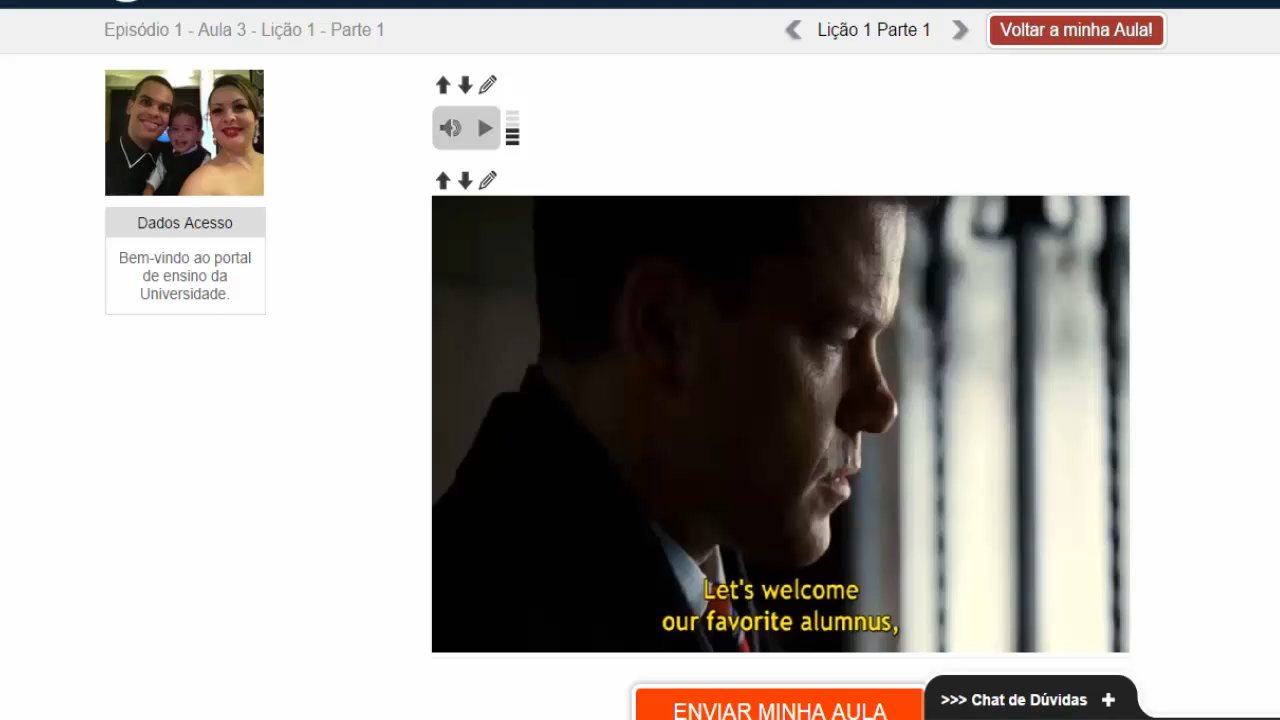 Episódio 1 - Aula 3 - Lição 1 - Parte 1
Lição 1 Parte 1
Voltar a minha Aula!
Dados Acesso
Bem-vindo ao portal
de ensino da
Universidade.
Let's welcome
our favorite alumnus,
ENVIAR MINHA AULA
>>> Chat de Dúvidas +